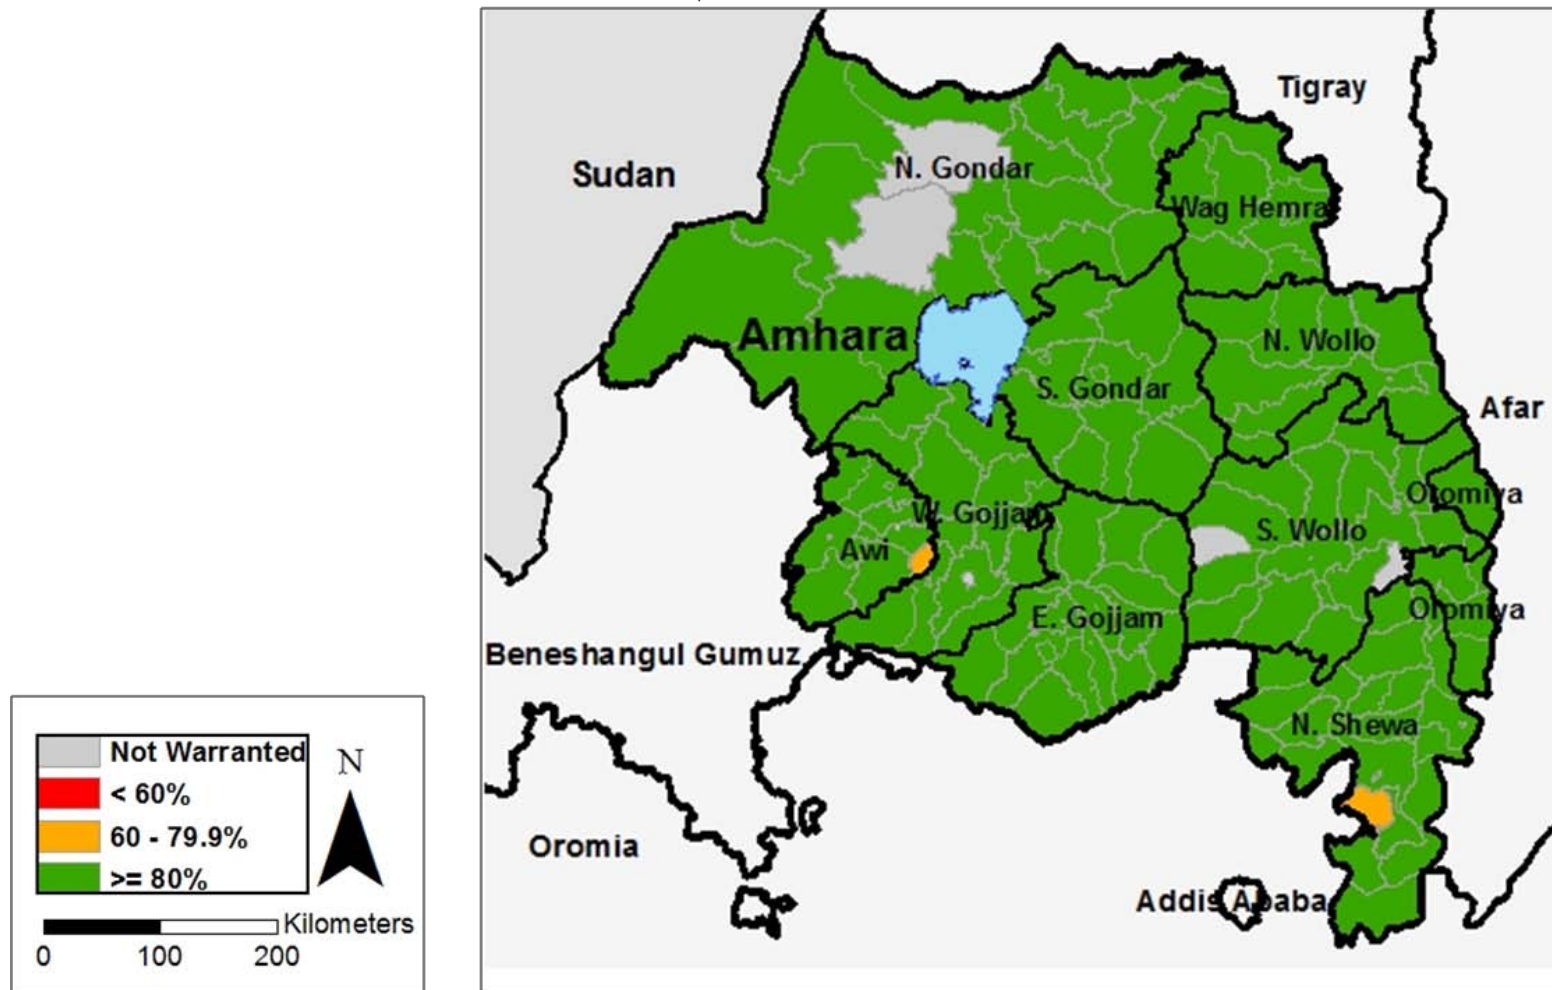 Tigray
Sudan
N. Gondar
Wag Hemra
Amhara
N. Wollo
S. Gondar
Afar
Oromiya
W. Gojjam
S. Wollo
Awi
Oromiya
E. Gojjam
Beneshangul Gumuz
N. Shewa
Oromia
Addis Ababa
Not Warranted
< 60%
60 - 79.9%
>= 80%
N
Kilometers
0 100 200